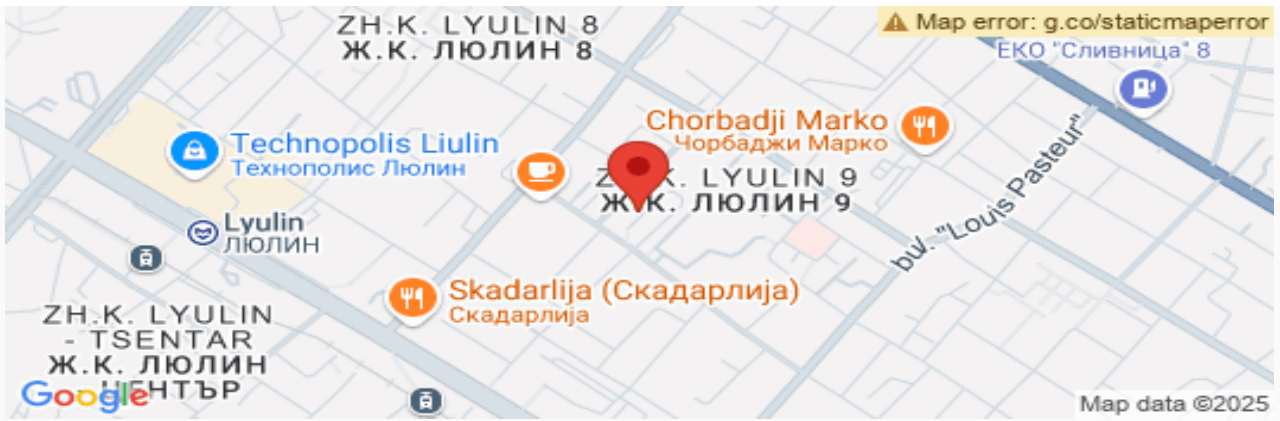 ZH.K. LYULIN 8
Ж.К. ЛЮЛИН 8
Map error: g.co/staticmaperror
ЕКО "Сливница" 8
Chorbadji Marko
Чорбаджи Марко
Technopolis Liulin
Технополис Люлин
ZH.K. LYULIN 9
Ж.К. ЛЮЛИН 9
bul. "Louis Pasteur"
Lyulin
ЛЮЛИН
Skadarlija (Скадарлија)
Скадарлија
ZH.K. LYULIN
- TSENTAR
Ж.К. ЛЮЛИН
- ЦЕНТЪР
Google
Map data ©2025